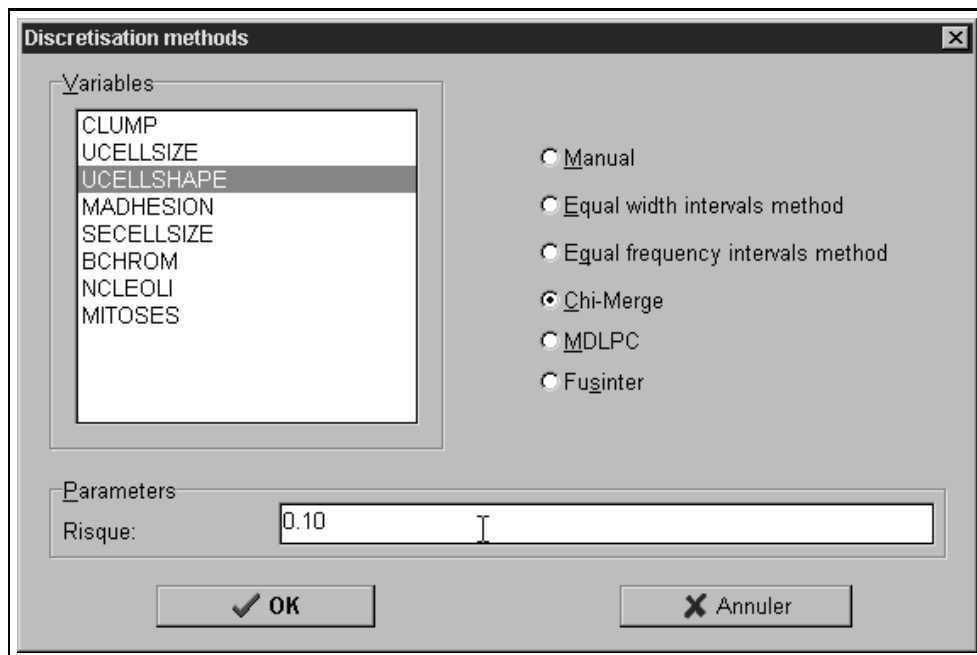 Discretisation methods
Variables
CLUMP
UCELLSIZE
UCELLSHAPE
MADHESION
SECELLSIZE
BCHROM
NCLEOLI
MITOSES
Manual
Equal width intervals method
Equal frequency intervals method
Chi-Merge
MDLPC
Fusinter
Parameters
Risque: 0.10
OK Annuler